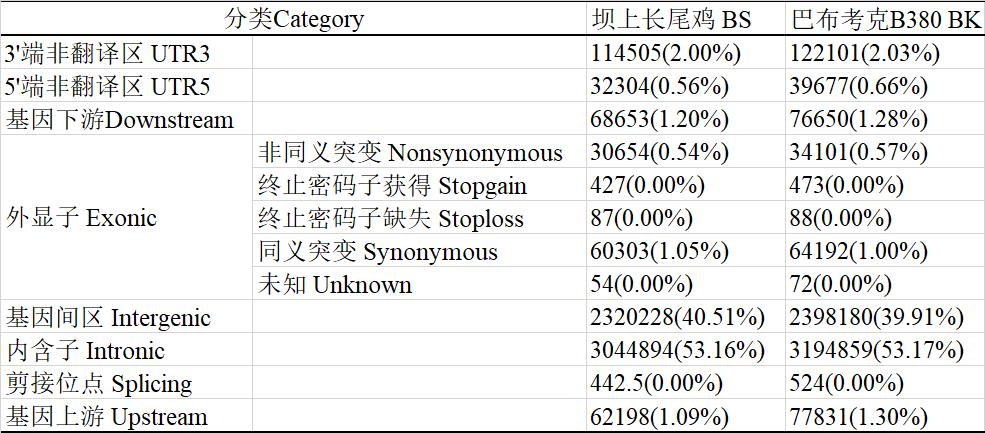 分类Category 坝上长尾鸡 BS 巴布考克B380 BK
3'端非翻译区 UTR3 114505(2.00%) 122101(2.03%)
5'端非翻译区 UTR5 32304(0.56%) 39677(0.66%)
基因下游Downstream 68653(1.20%) 76650(1.28%)
外显子 Exonic 非同义突变 Nonsynonymous 30654(0.54%) 34101(0.57%)
终止密码子获得 Stopgain 427(0.00%) 473(0.00%)
终止密码子缺失 Stoploss 87(0.00%) 88(0.00%)
同义突变 Synonymous 60303(1.05%) 64192(1.00%)
未知 Unknown 54(0.00%) 72(0.00%)
基因间区 Intergenic 2320228(40.51%) 2398180(39.91%)
内含子 Intronic 3044894(53.16%) 3194859(53.17%)
剪接位点 Splicing 442.5(0.00%) 524(0.00%)
基因上游 Upstream 62198(1.09%) 77831(1.30%)